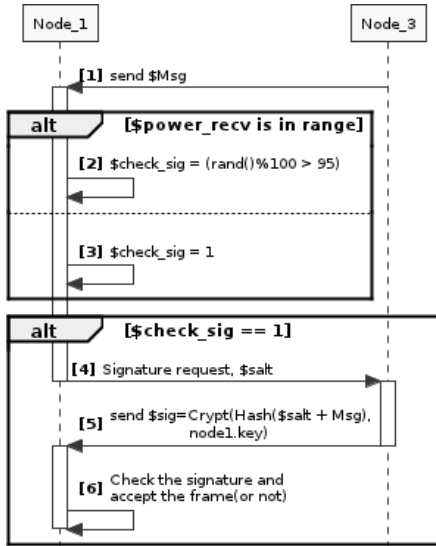 Node_1 Node_3
[1] send $Msg
alt [$power_recv is in range]
[2] $check_sig = (rand()%100 > 95)
[3] $check_sig = 1
alt [$check_sig == 1]
[4] Signature request, $salt
[5] send $sig=Crypt(Hash($salt + Msg),
node1.key)
[6] Check the signature and
accept the frame(or not)